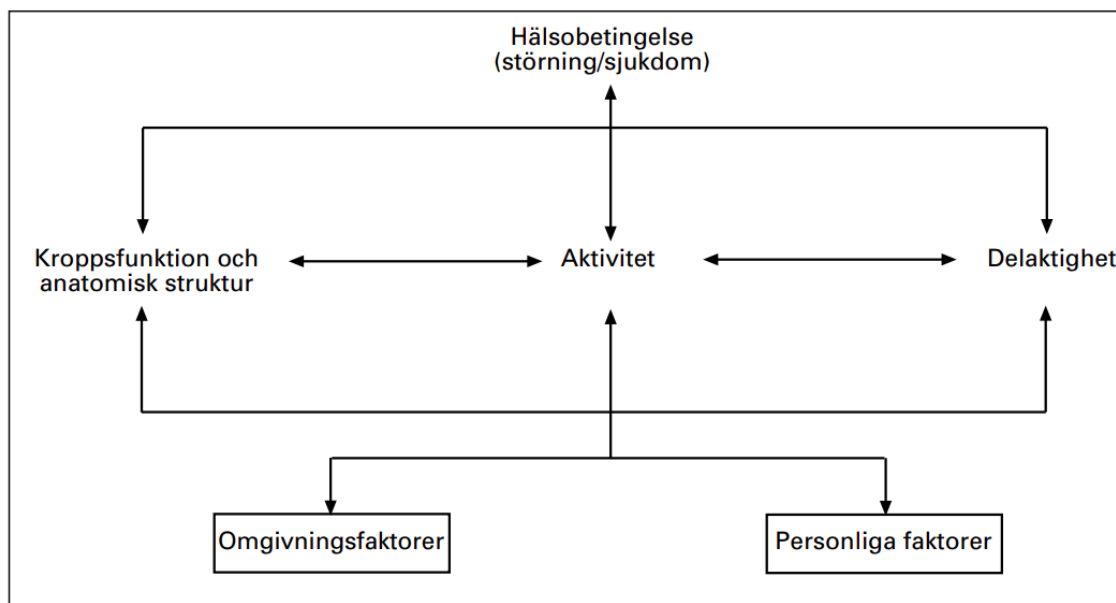 Hälsobetingelse
(störning/sjukdom)
Kroppsfunktion och
anatomisk struktur
Aktivitet
Delaktighet
Omgivningsfaktorer
Personliga faktorer